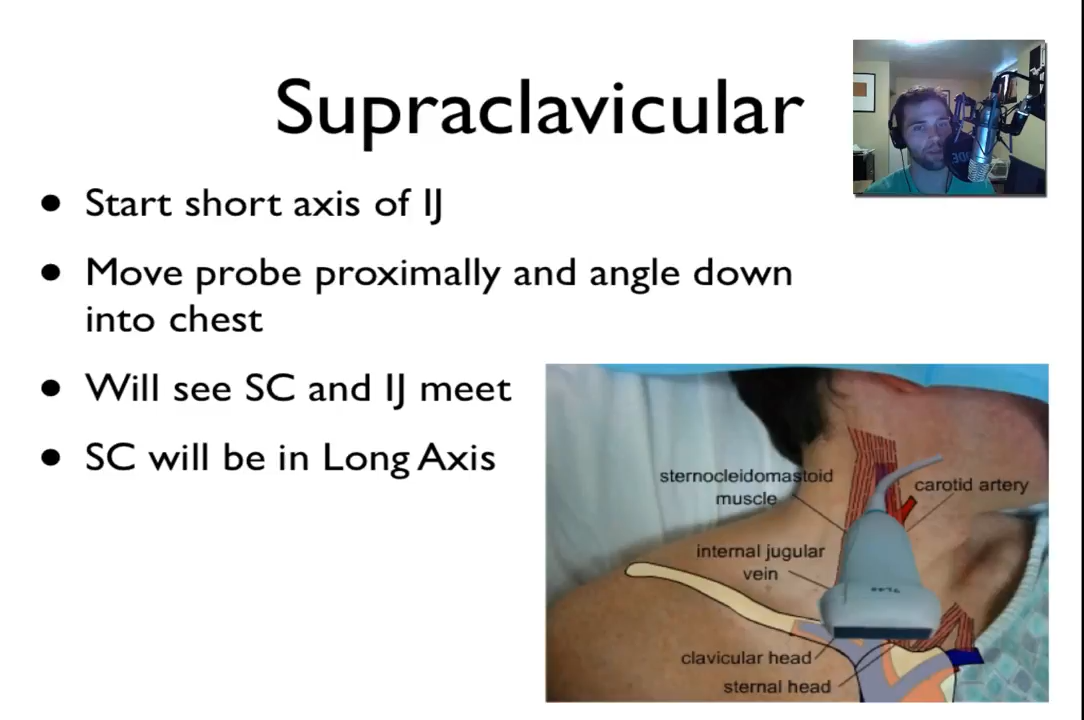 Supraclavicular
• Start short axis of IJ
• Move probe proximally and angle down
into chest
• Will see SC and IJ meet
• SC will be in Long Axis
sternocleidomastoid
muscle
carotid artery
internal jugular
vein
clavicular head
sternal head